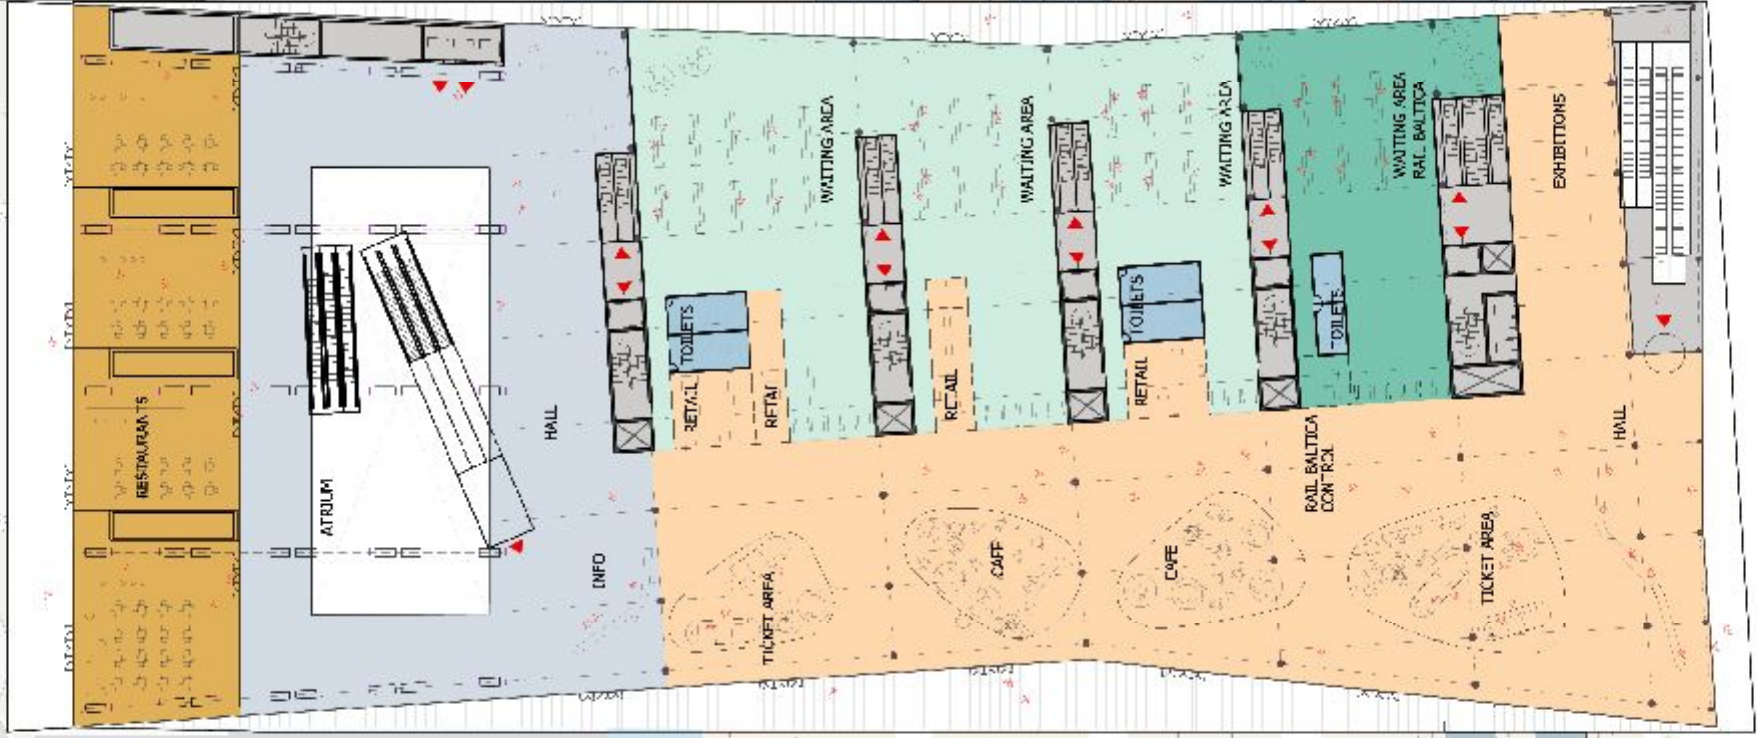 RESTAURANTS
ATRIUM
HALL
INFO
TOILETS
RETAIL
RETAI
TICKET AREA
WAITING AREA
RETAIL
CAFE
WAITING AREA
TOILETS
RETAIL
CAFE
WAITING AREA
TOILETS
RAIL BALTICA
CONTROL
WAITING AREA
RAIL BALTICA
TICKET AREA
EXHIBITIONS
HALL